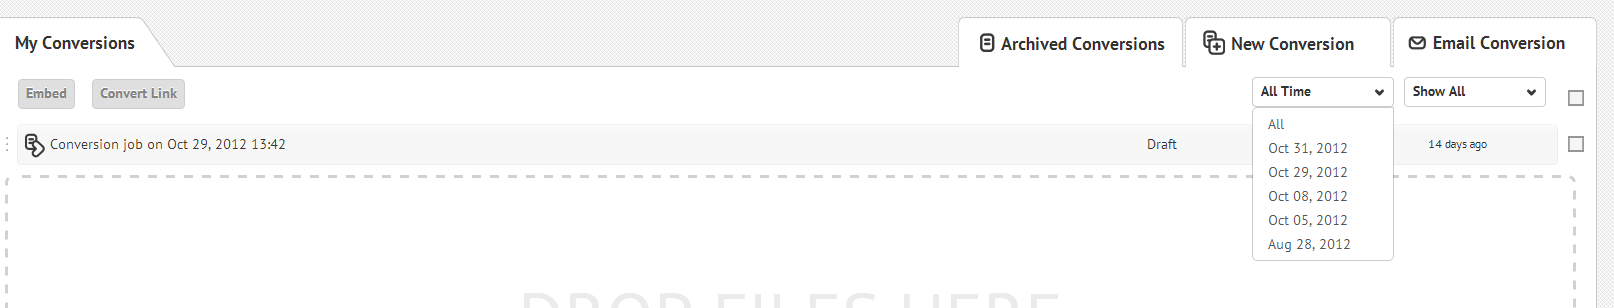 My Conversions
Archived Conversions
New Conversion
Email Conversion
Embed
Convert Link
All Time
Show All
All
Oct 31, 2012
Oct 29, 2012
Oct 08, 2012
Oct 05, 2012
Aug 28, 2012
Conversion job on Oct 29, 2012 13:42
Draft
14 days ago
DROP FILES HERE